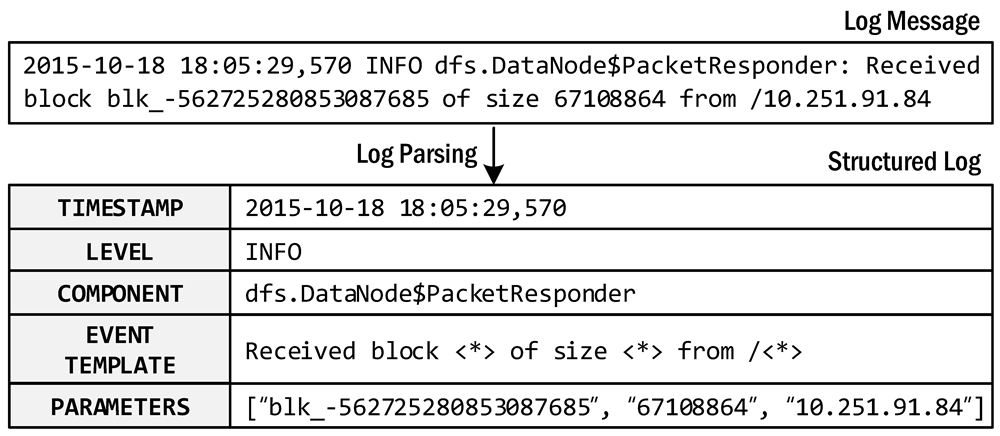 Log Message
2015-10-18 18:05:29,570 INFO dfs.DataNode$PacketResponder: Received
block blk_-562725280853087685 of size 67108864 from /10.251.91.84
Log Parsing
Structured Log
TIMESTAMP 2015-10-18 18:05:29,570
LEVEL INFO
COMPONENT dfs.DataNode$PacketResponder
EVENT
TEMPLATE Received block <*> of size <*> from /<*>
PARAMETERS ["blk_-562725280853087685", "67108864", "10.251.91.84"]